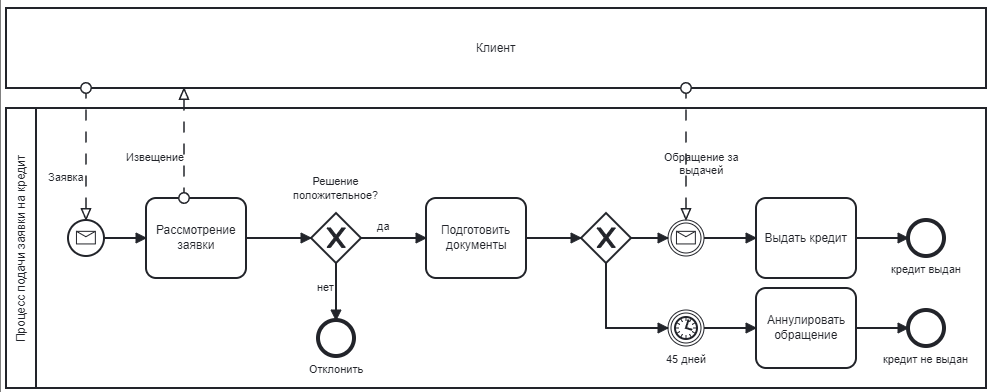 Клиент
Процесс подачи заявки на кредит
Заявка
Извещение
Рассмотрение
заявки
Решение
положительное?
да
нет
Отклонить
Подготовить
документы
Обращение за
выдачей
45 дней
Выдать кредит
кредит выдан
Аннулировать
обращение
кредит не выдан